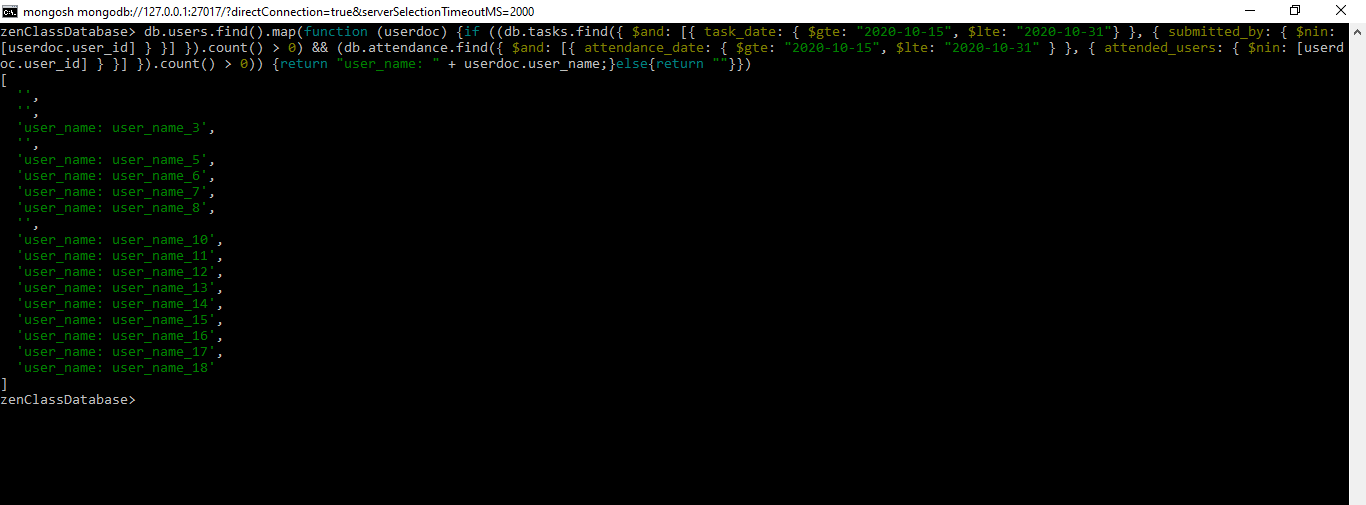 mongosh mongodb://127.0.0.1:27017/?directConnection=true&serverSelectionTimeoutMS=2000
zenClassDatabase> db.users.find().map(function (userdoc) {if ((db.tasks.find({ $and: [{ task_date: { $gte: "2020-10-15", $lte: "2020-10-31"} }, { submitted_by: { $nin:
[userdoc.user_id] } }] }).count() > 0) && (db.attendance.find({ $and: [{ attendance_date: { $gte: "2020-10-15", $lte: "2020-10-31" } }, { attended_users: { $nin: [userd
oc.user_id] } }] }).count() > 0)) {return "user_name: " + userdoc.user_name;}else{return ""}})
[
'',
'',
'user_name: user_name_3',
'',
'user_name: user_name_5',
'user_name: user_name_6',
'user_name: user_name_7',
'user_name: user_name_8',
'',
'user_name: user_name_10',
'user_name: user_name_11',
'user_name: user_name_12',
'user_name: user_name_13',
'user_name: user_name_14',
'user_name: user_name_15',
'user_name: user_name_16',
'user_name: user_name_17',
'user_name: user_name_18'
]
zenClassDatabase>